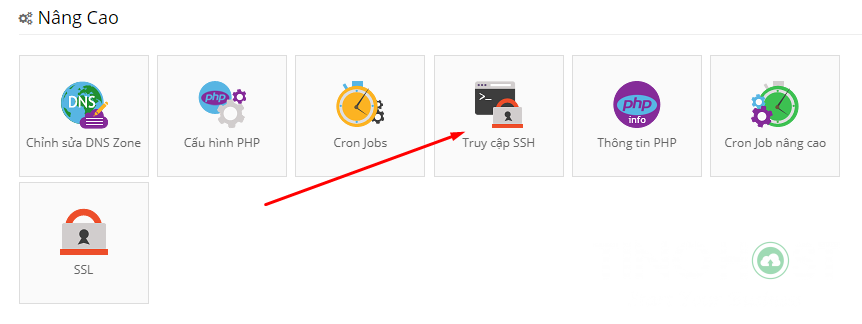 Nâng Cao
DNS
php
>_
php
info
Chỉnh sửa DNS Zone
Cấu hình PHP
Cron Jobs
Truy cập SSH
Thông tin PHP
Cron Job nâng cao
SSL